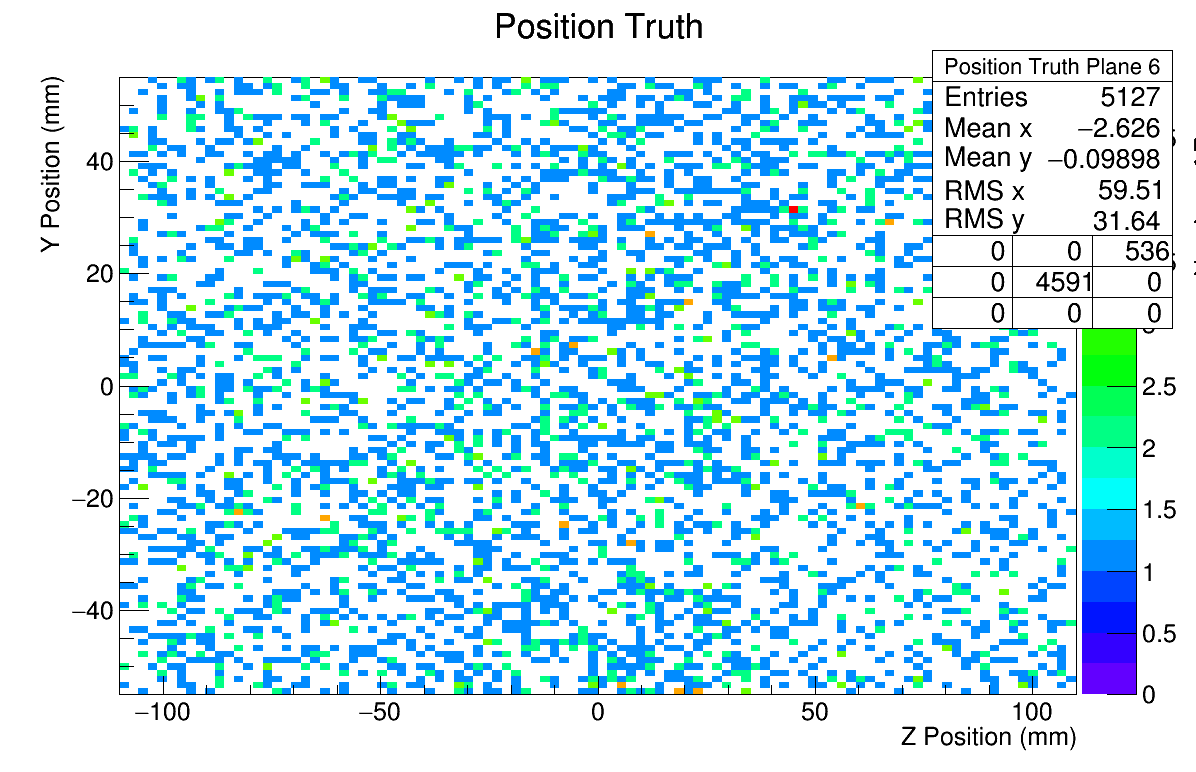 Position Truth
Position Truth Plane 6
Entries 5127
Mean x −2.626
Mean y −0.09898
RMS x 59.51
RMS y 31.64
0 0 536
0 4591 0
0 0 0
Y Position (mm)
40
20
0
−20
−40
2.5
2
1.5
1
0.5
0
−100 −50 0 50 100
Z Position (mm)